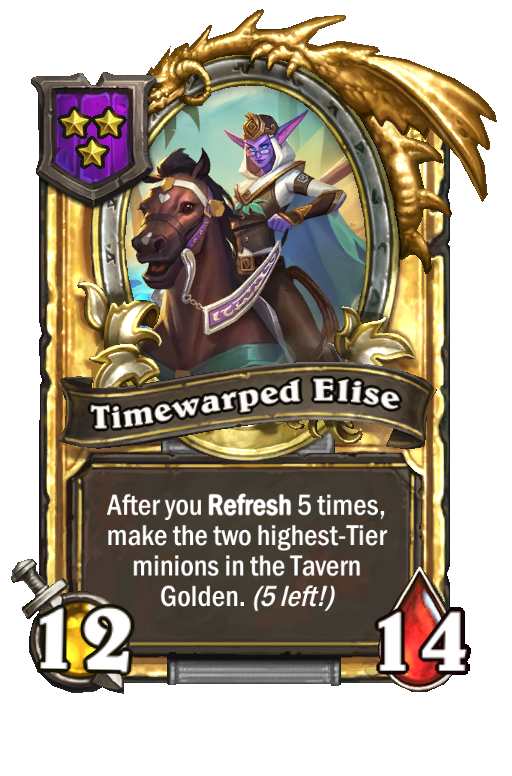 Timewarped Elise
After you Refresh 5 times,
make the two highest-Tier
minions in the Tavern
Golden. (5 left!)
12
14